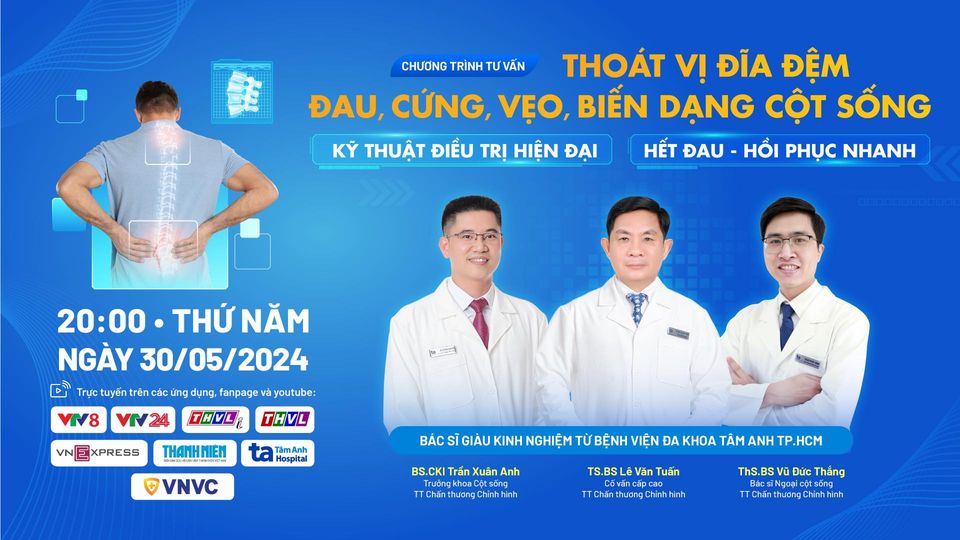 CHƯƠNG TRÌNH TƯ VẤN
THOÁT VỊ ĐĨA ĐỆM
ĐAU, CỨNG, VẸO, BIẾN DẠNG CỘT SỐNG
KỸ THUẬT ĐIỀU TRỊ HIỆN ĐẠI
HẾT ĐAU - HỒI PHỤC NHANH
20:00 • THỨ NĂM
NGÀY 30/05/2024
Trực tuyến trên các ứng dụng, fanpage và youtube:
VTV8
VTV24
THVLi
THVL
VNEXPRESS
THANH NIÊN
ta Tâm Anh
Hospital
VNVC
BÁC SĨ GIÀU KINH NGHIỆM TỪ BỆNH VIỆN ĐA KHOA TÂM ANH TP.HCM
BS.CKI Trần Xuân Anh
Trưởng khoa Cột sống
TT Chấn thương Chỉnh hình
TS.BS Lê Văn Tuấn
Cố vấn cấp cao
TT Chấn thương Chỉnh hình
ThS.BS Vũ Đức Thắng
Bác sĩ Ngoại cột sống
TT Chấn thương Chỉnh hình